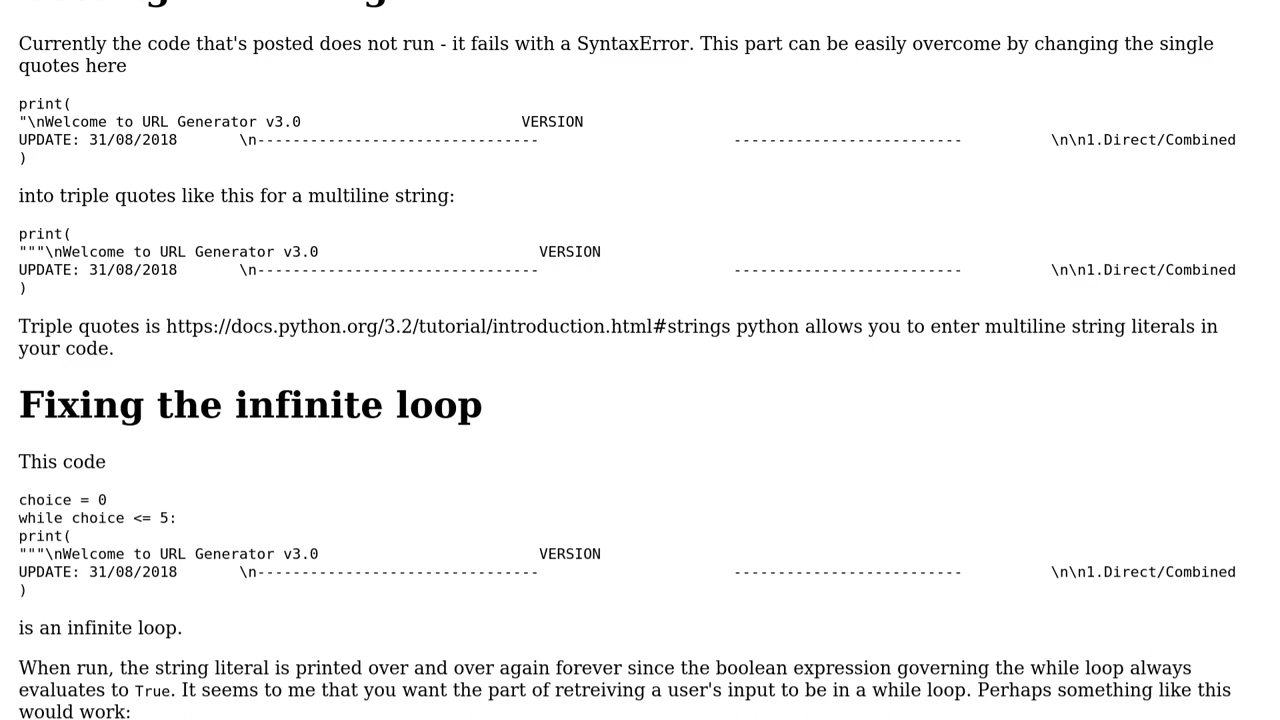 Currently the code that's posted does not run - it fails with a SyntaxError. This part can be easily overcome by changing the single
quotes here
print(
"\nWelcome to URL Generator v3.0                         VERSION
UPDATE: 31/08/2018       \n--------------------------------                      --------------------------          \n\n1.Direct/Combined
)
into triple quotes like this for a multiline string:
print(
"""\nWelcome to URL Generator v3.0                         VERSION
UPDATE: 31/08/2018       \n--------------------------------                      --------------------------          \n\n1.Direct/Combined
)
Triple quotes is https://docs.python.org/3.2/tutorial/introduction.html#strings python allows you to enter multiline string literals in
your code.
Fixing the infinite loop
This code
choice = 0
while choice <= 5:
print(
"""\nWelcome to URL Generator v3.0                         VERSION
UPDATE: 31/08/2018       \n--------------------------------                      --------------------------          \n\n1.Direct/Combined
)
is an infinite loop.
When run, the string literal is printed over and over again forever since the boolean expression governing the while loop always
evaluates to True. It seems to me that you want the part of retreiving a user's input to be in a while loop. Perhaps something like this
would work: